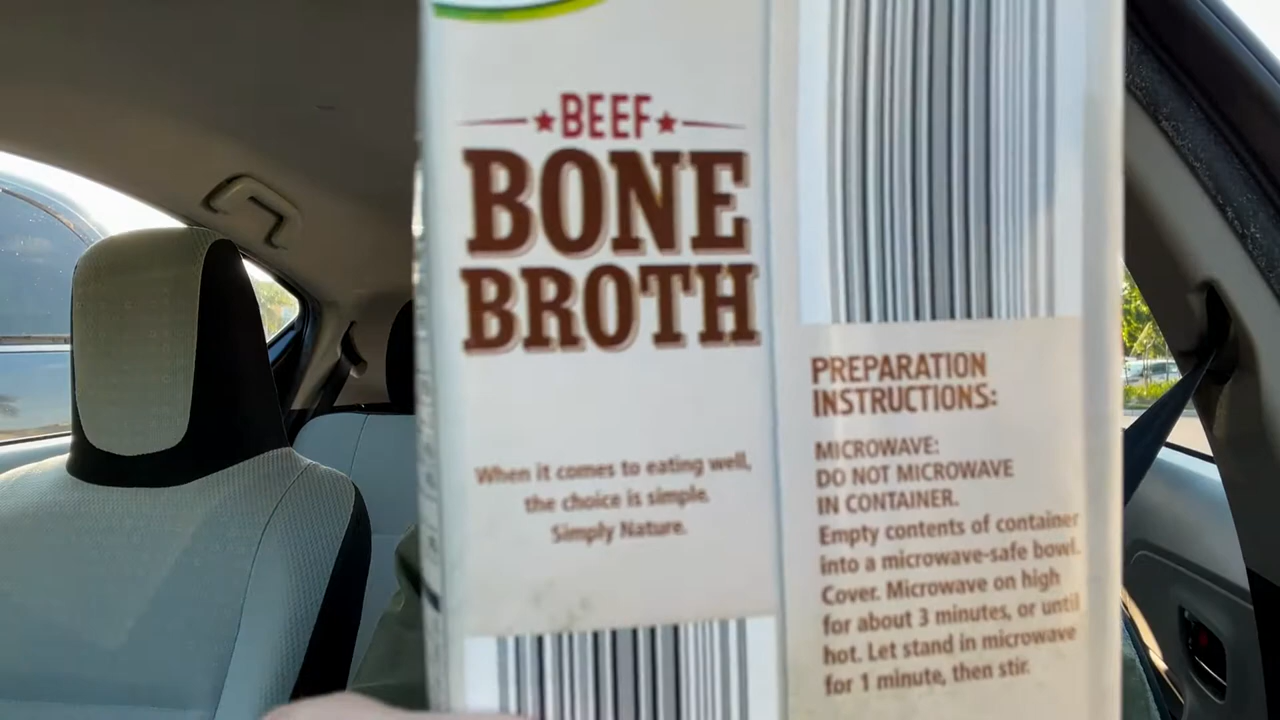 BEEF
BONE
BROTH
When it comes to eating well,
the choice is simple.
Simply Nature.
PREPARATION
INSTRUCTIONS:
MICROWAVE:
DO NOT MICROWAVE
IN CONTAINER.
Empty contents of container
into a microwave-safe bowl.
Cover. Microwave on high
for about 3 minutes, or until
hot. Let stand in microwave
for 1 minute, then stir.